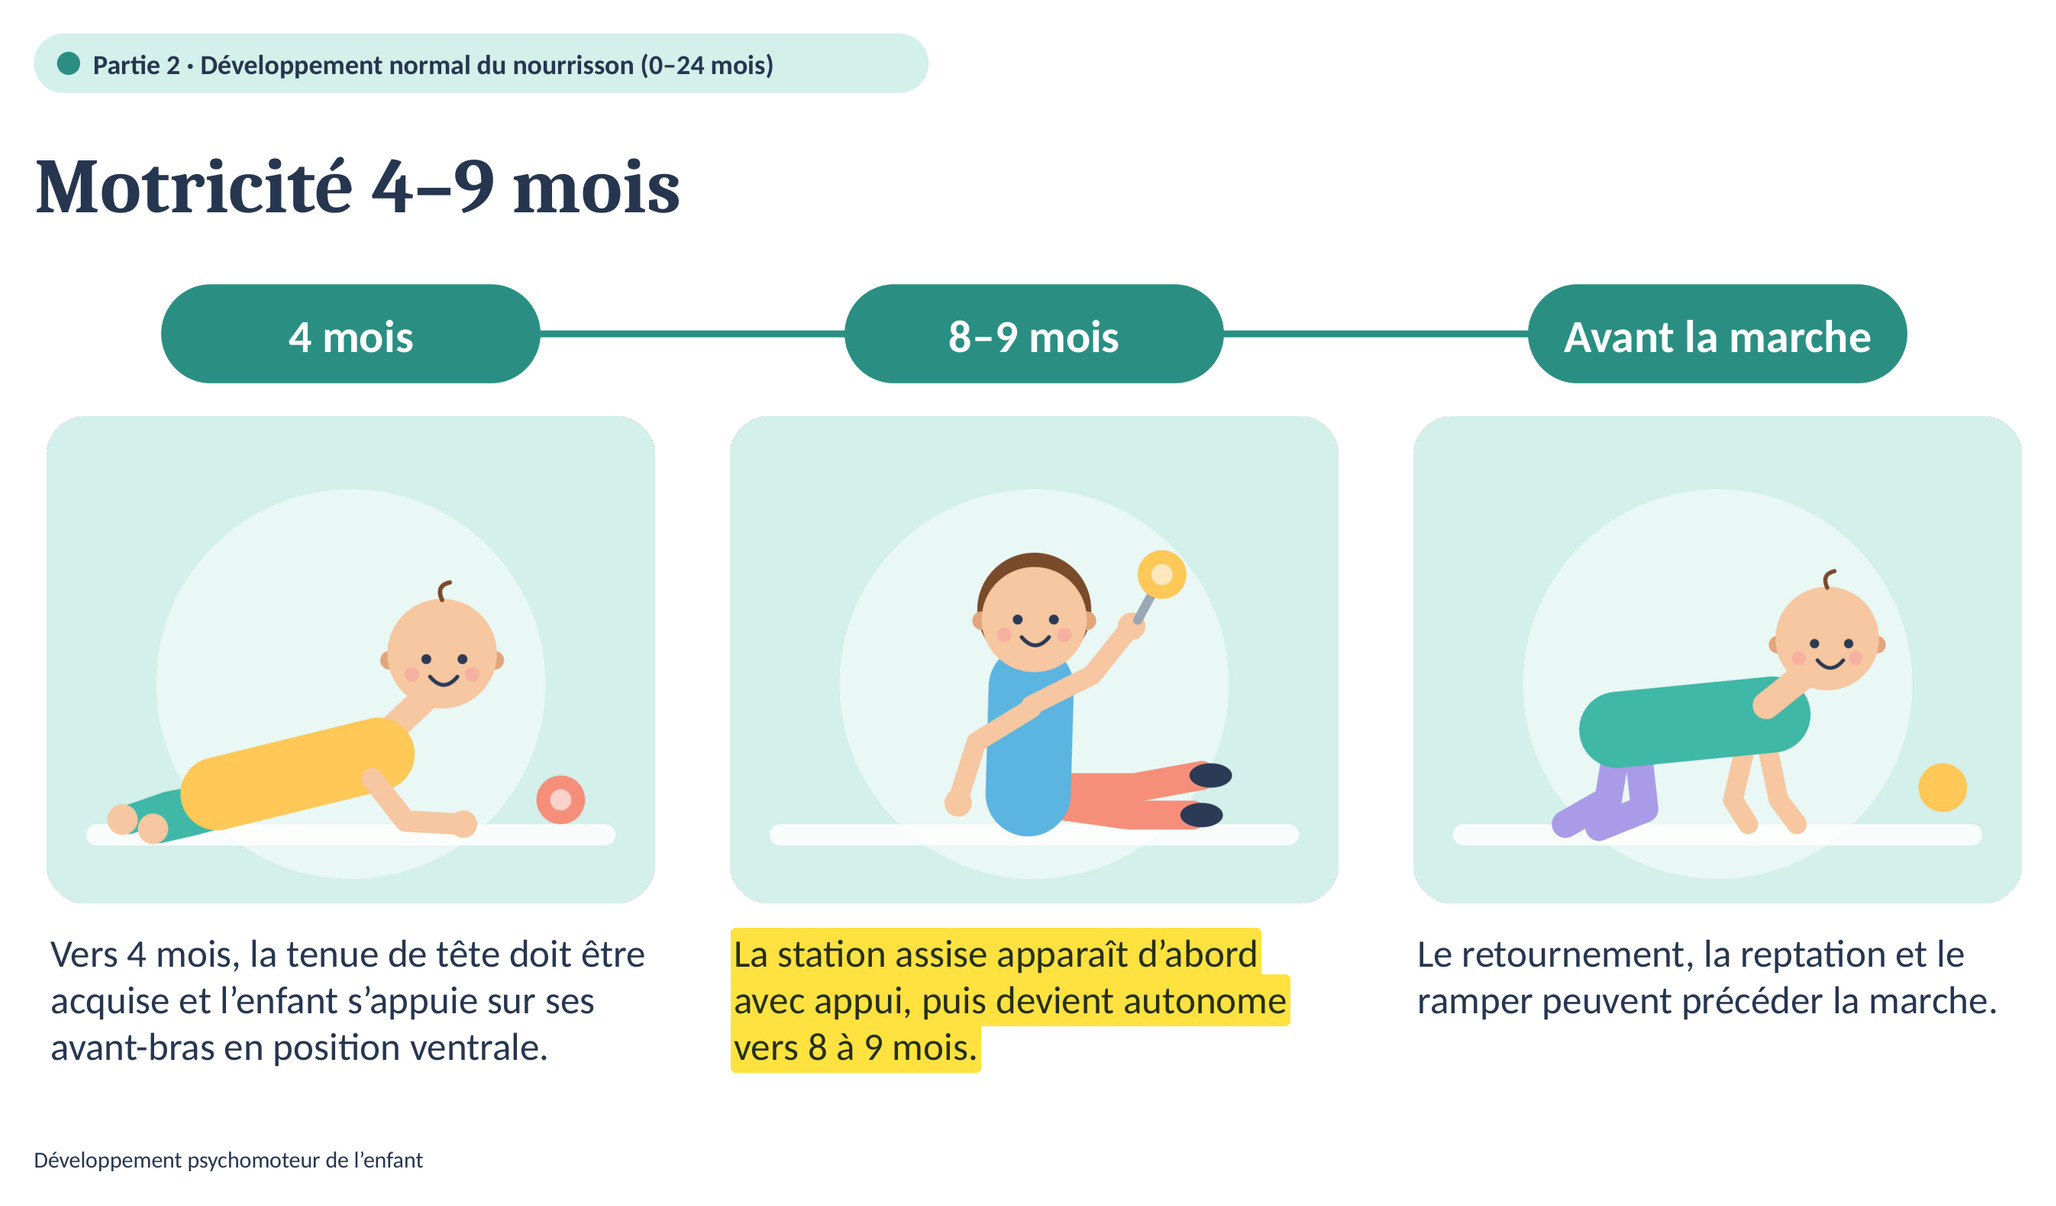 Partie 2 · Développement normal du nourrisson (0–24 mois)
Motricité 4–9 mois
4 mois
8–9 mois
Avant la marche
Vers 4 mois, la tenue de tête doit être
acquise et l’enfant s’appuie sur ses
avant-bras en position ventrale.
La station assise apparaît d’abord
avec appui, puis devient autonome
vers 8 à 9 mois.
Le retournement, la reptation et le
ramper peuvent précéder la marche.
Développement psychomoteur de l’enfant